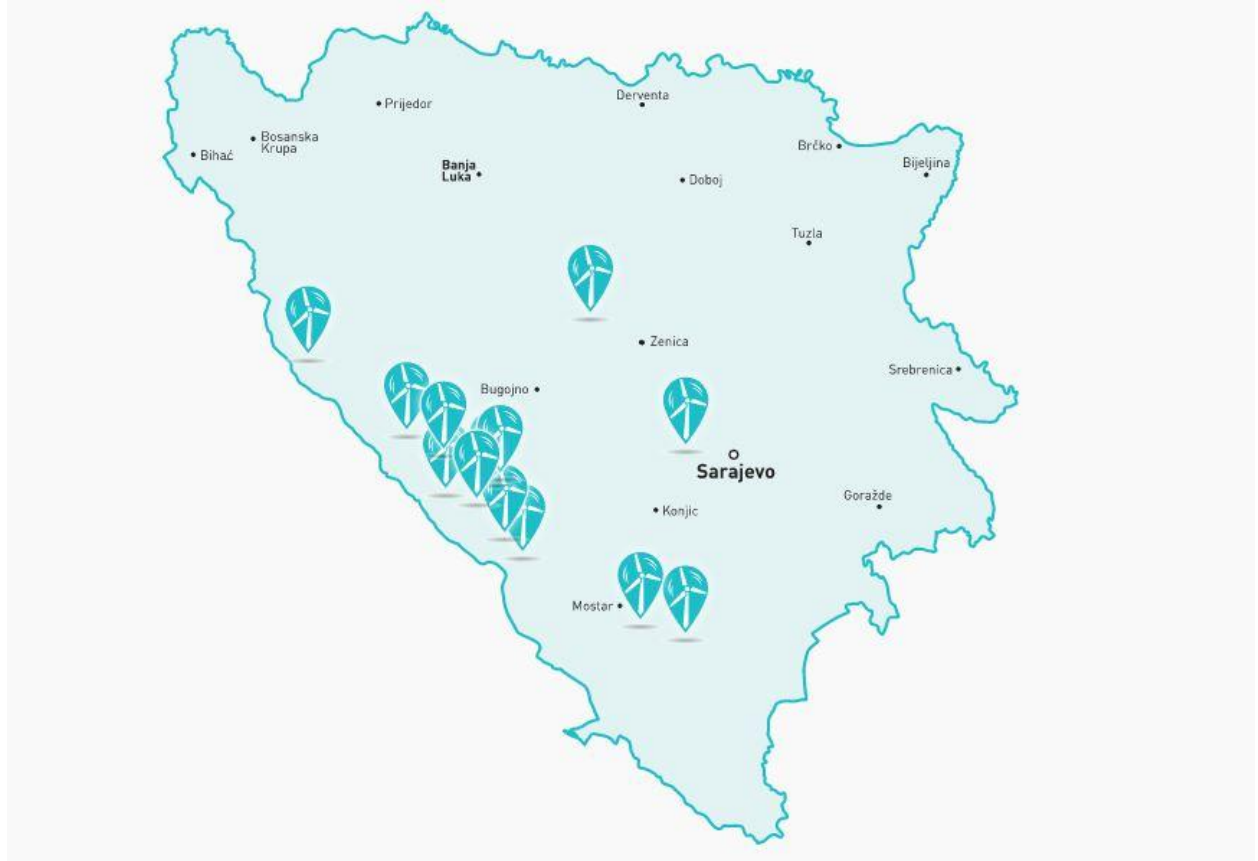 Derventa
Prijedor
Bosanska
Krupa
Brčko
Bihać
Bijeljina
Banja
Luka
Doboj
Tuzla
Zenica
Srebrenica
Bugojno
Sarajevo
Goražde
Konjic
Mostar